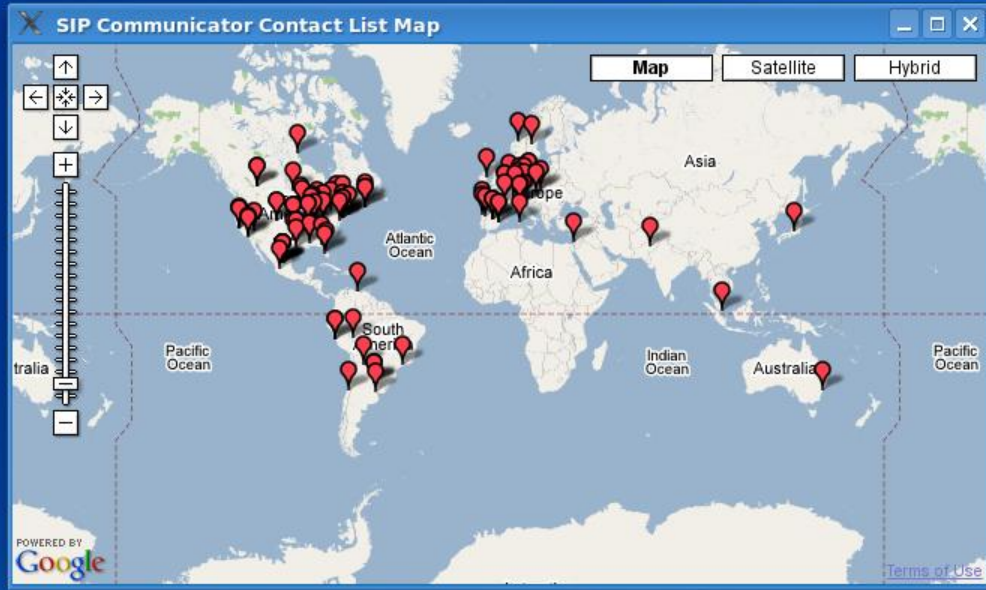 SIP Communicator Contact List Map
Map
Satellite
Hybrid
Asia
Atlantic
Ocean
Africa
South
America
Pacific
Ocean
Indian
Ocean
Australia
Pacific
Ocean
tralia
POWERED BY
Google
Terms of Use